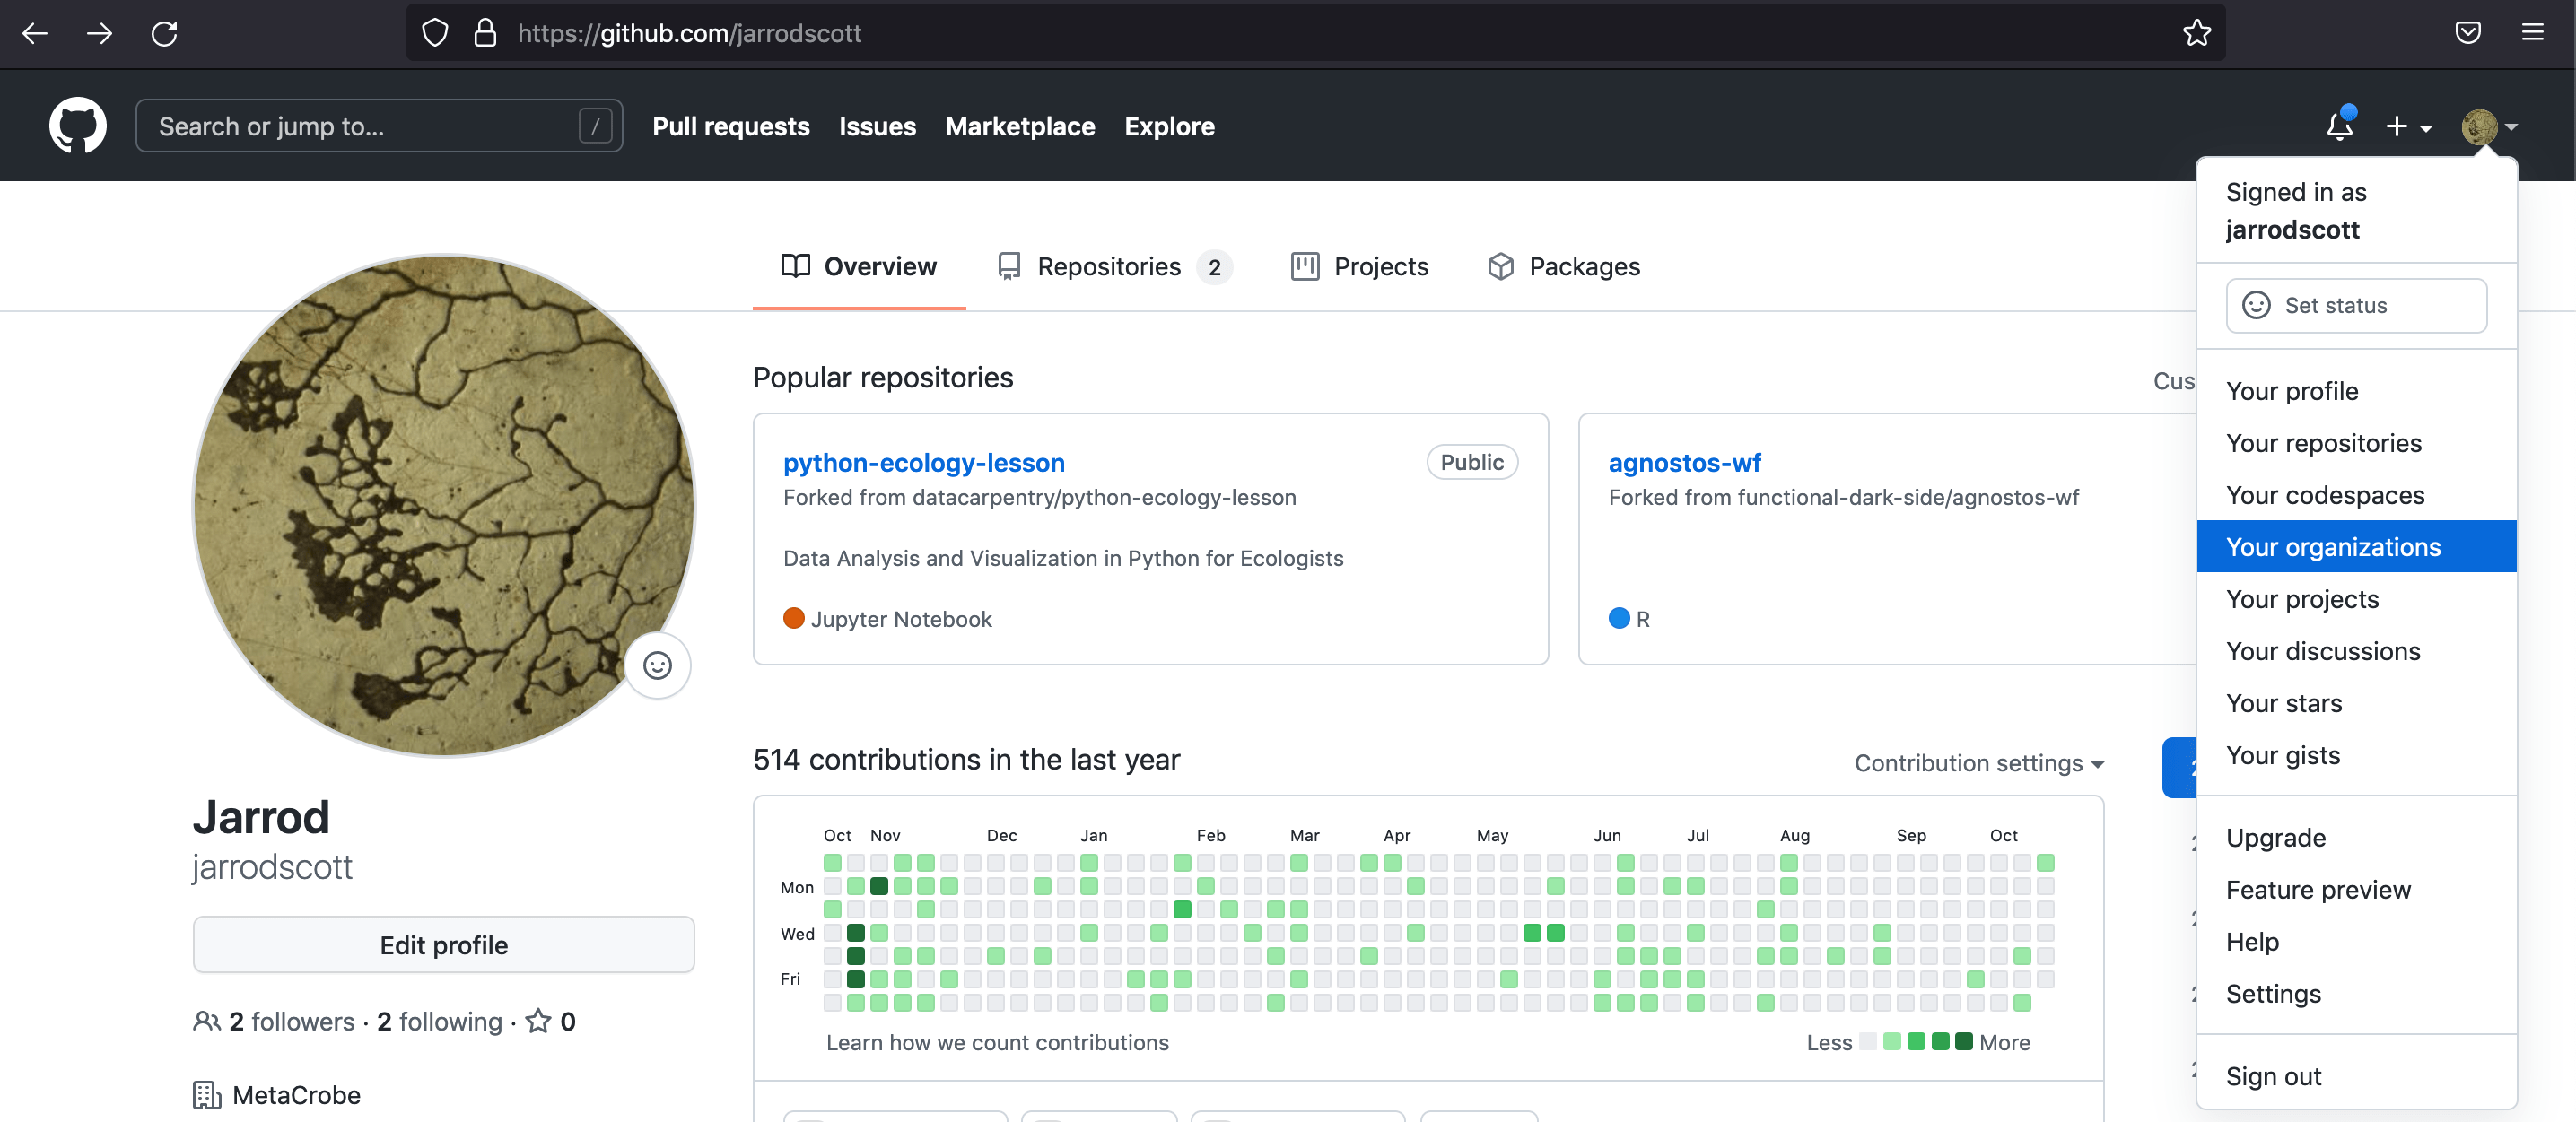 https://github.com/jarrodscott
Search or jump to... /
Pull requests
Issues
Marketplace
Explore
Signed in as
jarrodscott
Set status
Your profile
Your repositories
Your codespaces
Your organizations
Your projects
Your discussions
Your stars
Your gists
Upgrade
Feature preview
Help
Settings
Sign out
Overview
Repositories 2
Projects
Packages
Jarrod
jarrodscott
Edit profile
2 followers · 2 following · 0
MetaCrobe
Popular repositories
python-ecology-lesson
Public
Forked from datacarpentry/python-ecology-lesson
Data Analysis and Visualization in Python for Ecologists
Jupyter Notebook
agnostos-wf
Forked from functional-dark-side/agnostos-wf
R
514 contributions in the last year
Contribution settings
Oct Nov Dec Jan Feb Mar Apr May Jun Jul Aug Sep Oct
Mon
Wed
Fri
Learn how we count contributions
Less More